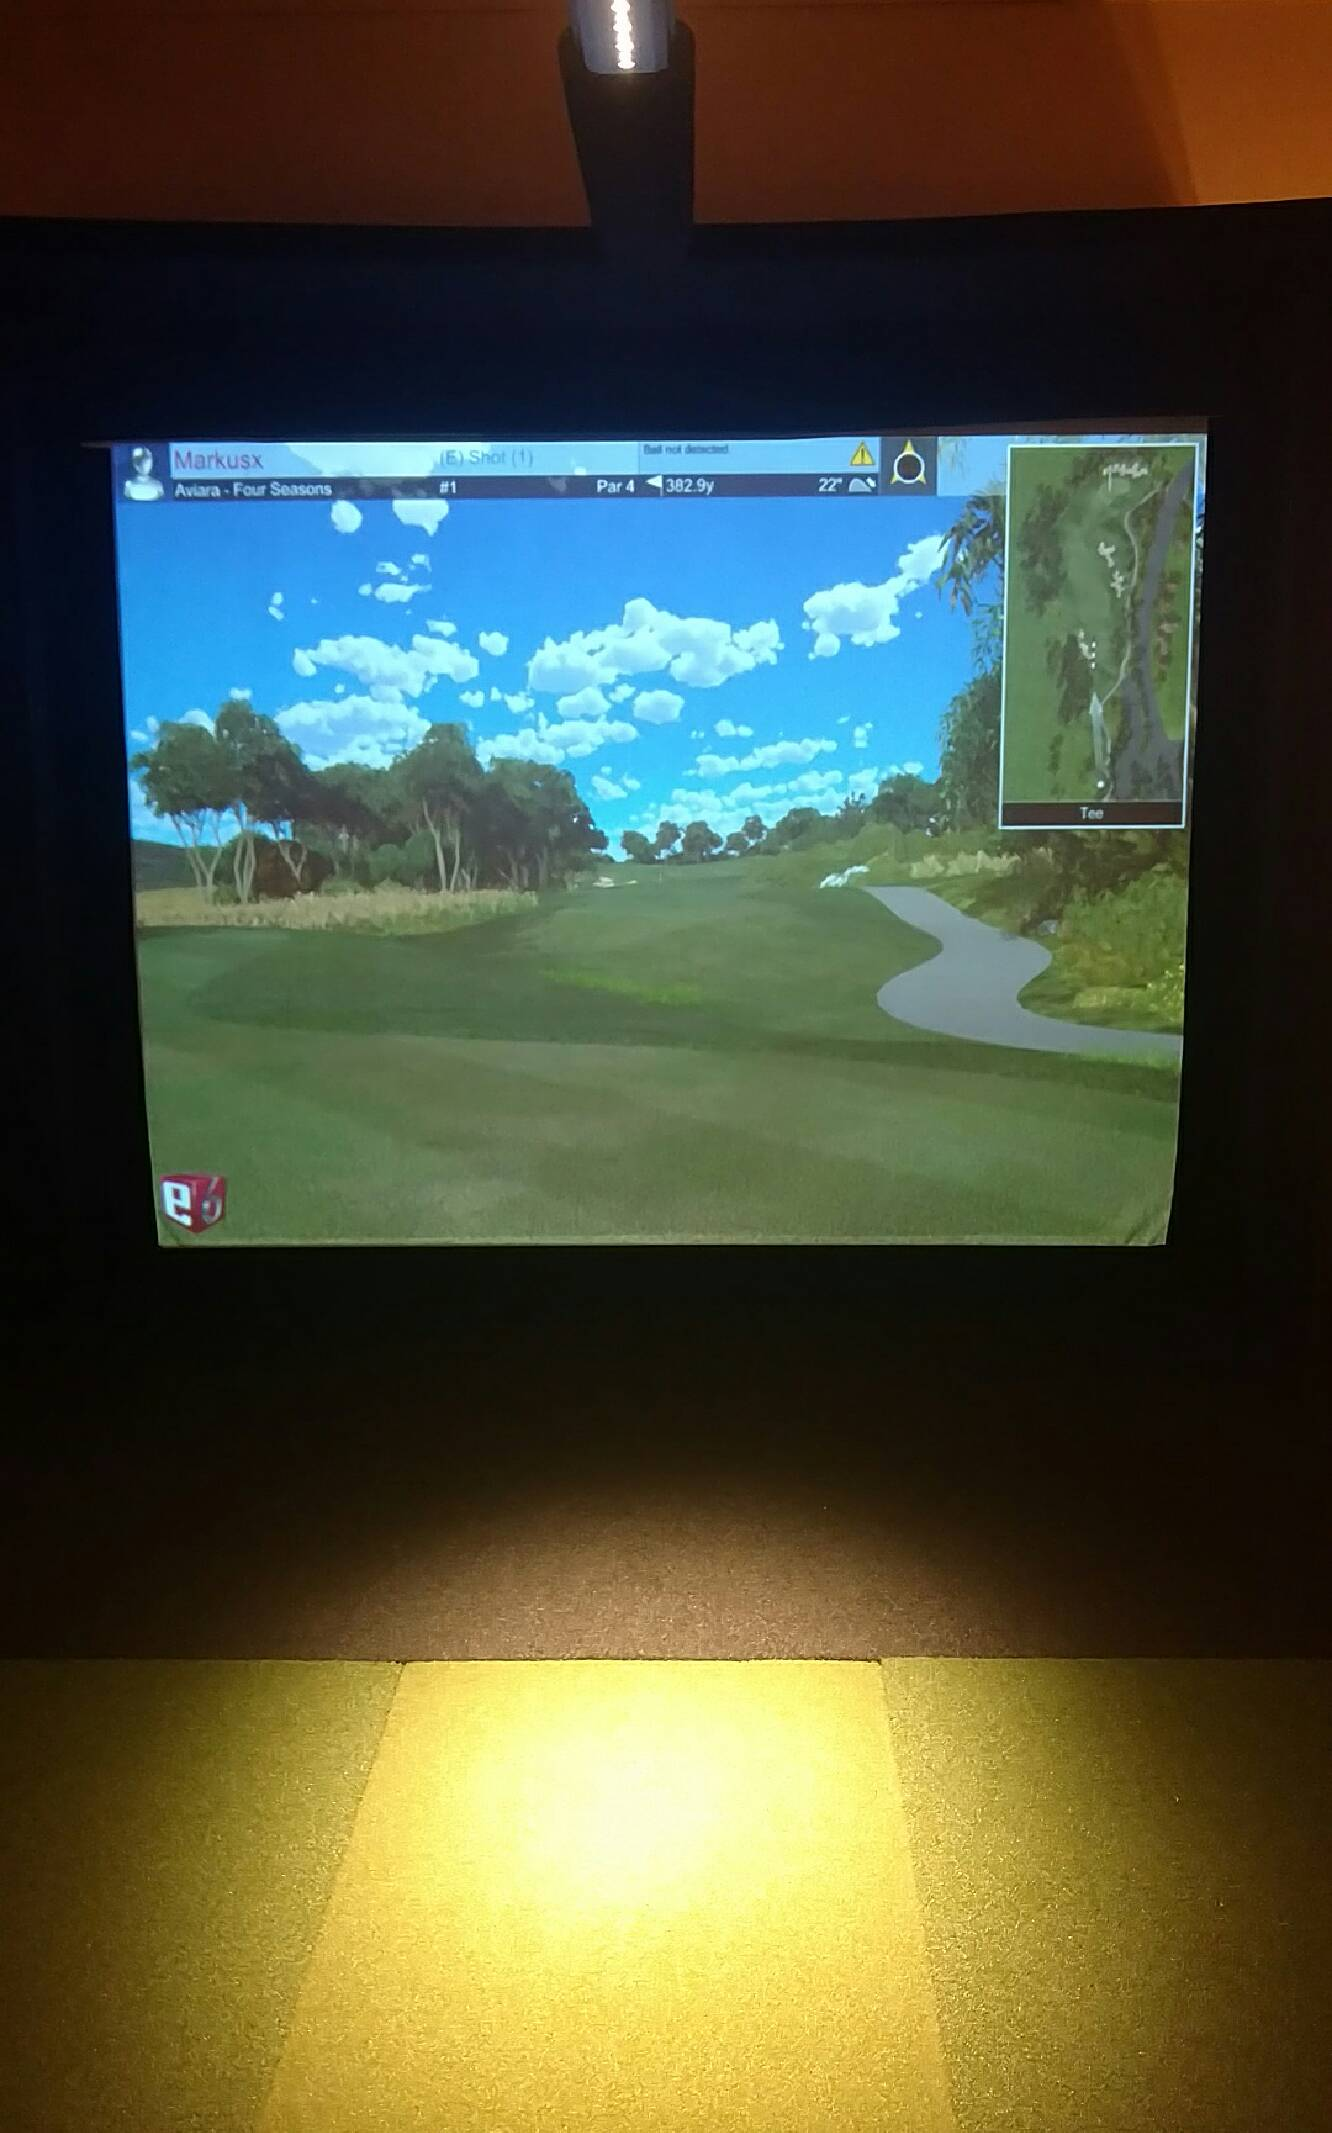 Markusx (E) Shot (1) Ball not detected.
Aviara - Four Seasons #1 Par 4 382.9y 22°
Tee
e6